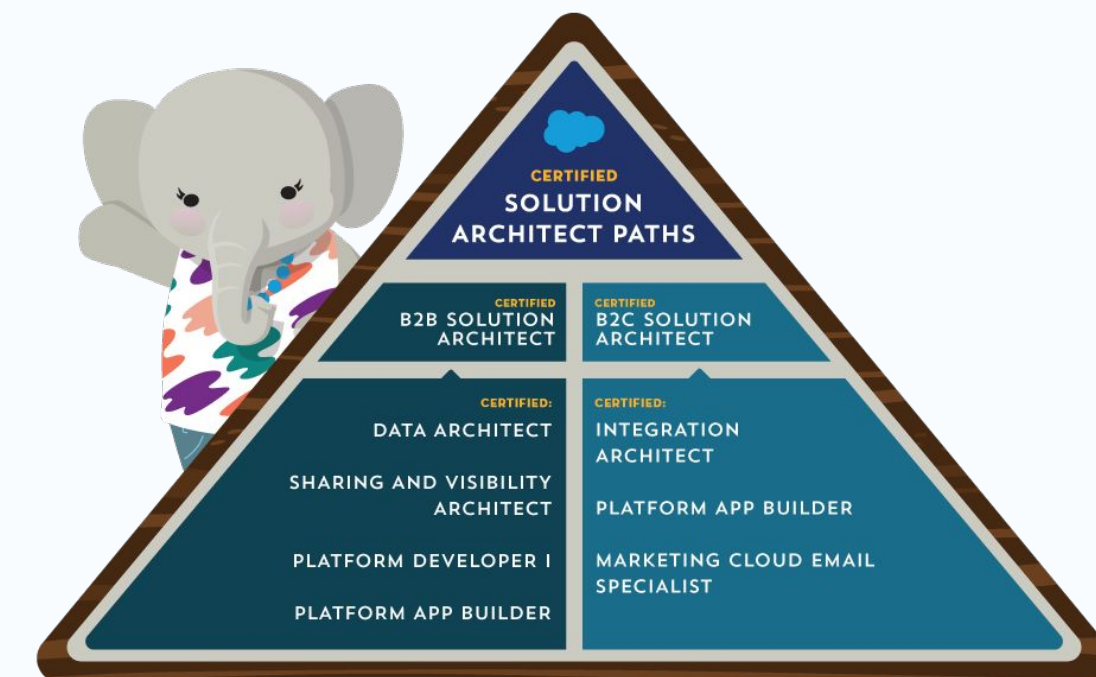 CERTIFIED
SOLUTION
ARCHITECT PATHS
CERTIFIED
B2B SOLUTION
ARCHITECT
CERTIFIED
B2C SOLUTION
ARCHITECT
CERTIFIED:
DATA ARCHITECT
SHARING AND VISIBILITY
ARCHITECT
PLATFORM DEVELOPER I
PLATFORM APP BUILDER
CERTIFIED:
INTEGRATION
ARCHITECT
PLATFORM APP BUILDER
MARKETING CLOUD EMAIL
SPECIALIST